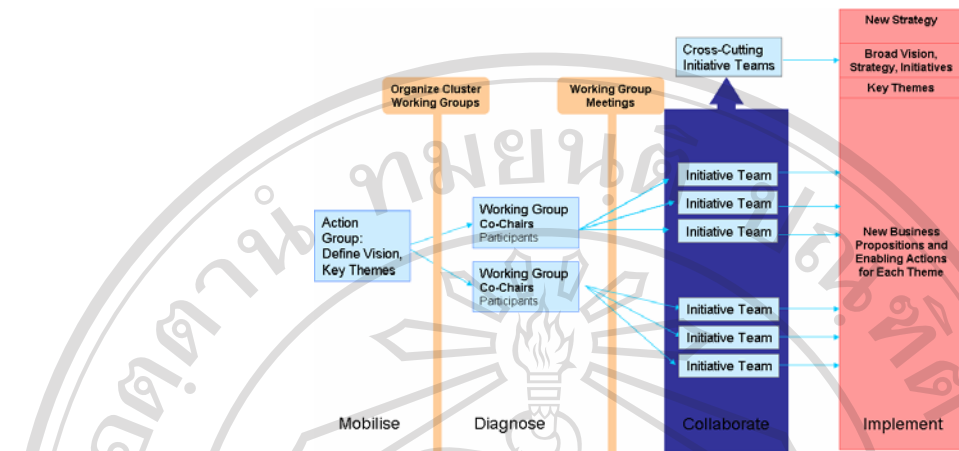 New Strategy
Cross-Cutting
Initiative Teams
Broad Vision,
Strategy, Initiatives
Organize Cluster
Working Groups
Working Group
Meetings
Key Themes
Initiative Team
Initiative Team
Initiative Team
Action
Group:
Define Vision,
Key Themes
Working Group
Co-Chairs
Participants
Working Group
Co-Chairs
Participants
New Business
Propositions and
Enabling Actions
for Each Theme
Initiative Team
Initiative Team
Initiative Team
Mobilise
Diagnose
Collaborate
Implement